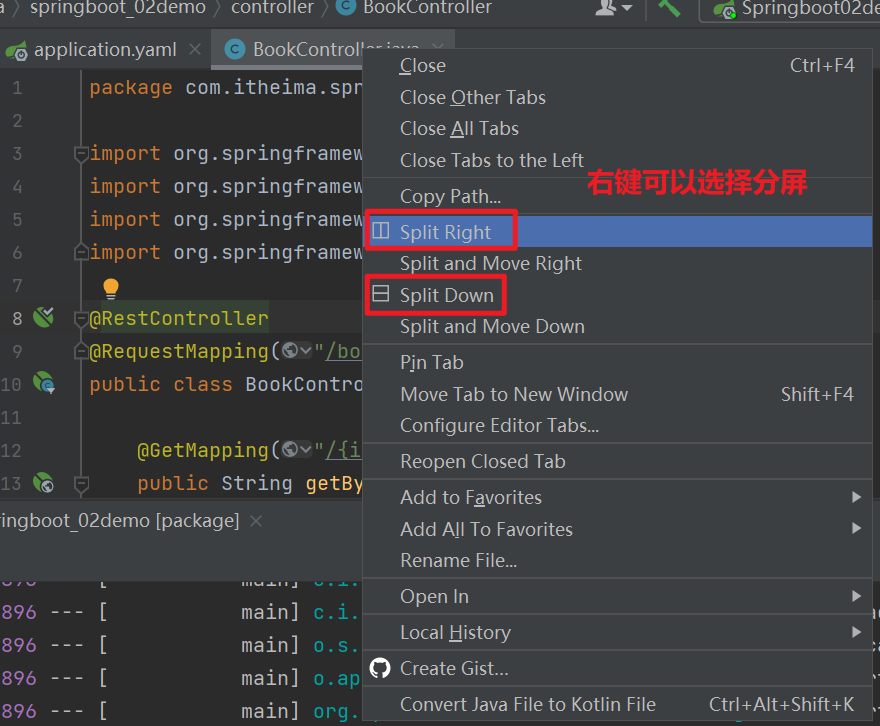 springboot_02demo controller BookController Springboot02de
application.yaml BookController.java
1 package com.itheima.spr
2
3 import org.springframew
4 import org.springframew
5 import org.springframew
6 import org.springframew
7
8 @RestController
9 @RequestMapping("/bo
10 public class BookContro
11
12 @GetMapping("/{i
13 public String getBy
Close Ctrl+F4
Close Other Tabs
Close All Tabs
Close Tabs to the Left
右键可以选择分屏
Copy Path...
Split Right
Split and Move Right
Split Down
Split and Move Down
Pin Tab
Move Tab to New Window Shift+F4
Configure Editor Tabs...
Reopen Closed Tab
Add to Favorites
Add All To Favorites
Rename File...
Open In
Local History
Create Gist...
Convert Java File to Kotlin File Ctrl+Alt+Shift+K
ringboot_02demo [package]
896 --- [ main] c.i.
896 --- [ main] o.s.
896 --- [ main] o.ap
896 --- [ main] org.